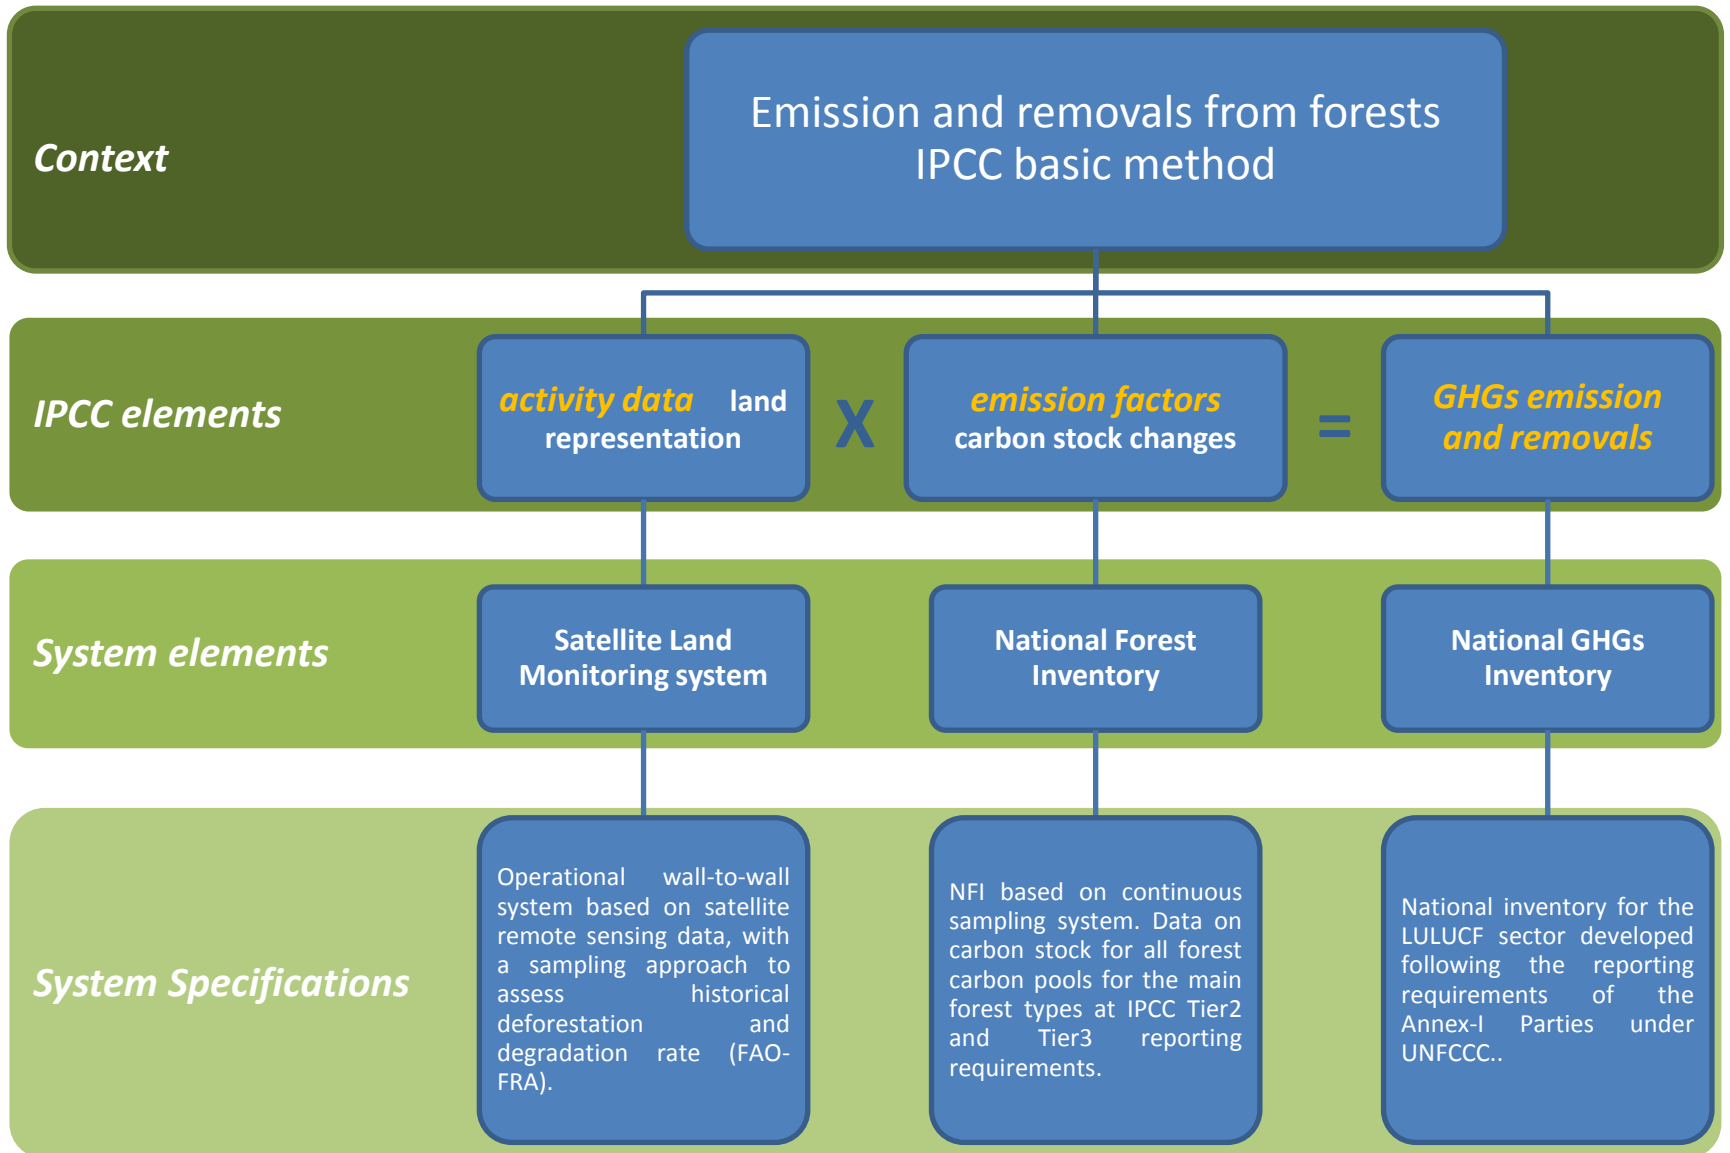 Context
Emission and removals from forests
IPCC basic method
IPCC elements
activity data land
representation
X
emission factors
carbon stock changes
=
GHGs emission
and removals
System elements
Satellite Land
Monitoring system
National Forest
Inventory
National GHGs
Inventory
System Specifications
Operational wall-to-wall
system based on satellite
remote sensing data, with
a sampling approach to
assess historical
deforestation and
degradation rate (FAO-
FRA).
NFI based on continuous
sampling system. Data on
carbon stock for all forest
carbon pools for the main
forest types at IPCC Tier2
and Tier3 reporting
requirements.
National inventory for the
LULUCF sector developed
following the reporting
requirements of the
Annex-I Parties under
UNFCCC..